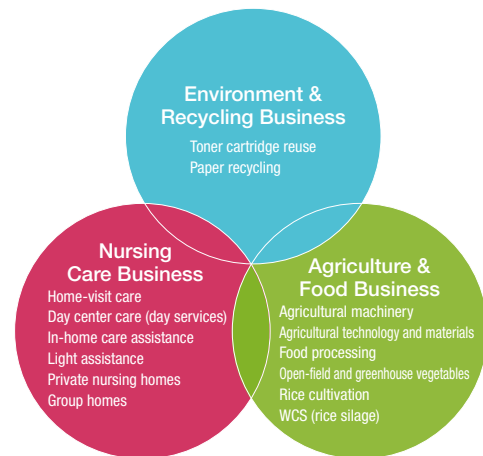 Environment &
Recycling Business
Toner cartridge reuse
Paper recycling
Nursing
Care Business
Home-visit care
Day center care (day services)
In-home care assistance
Light assistance
Private nursing homes
Group homes
Agriculture &
Food Business
Agricultural machinery
Agricultural technology and materials
Food processing
Open-field and greenhouse vegetables
Rice cultivation
WCS (rice silage)